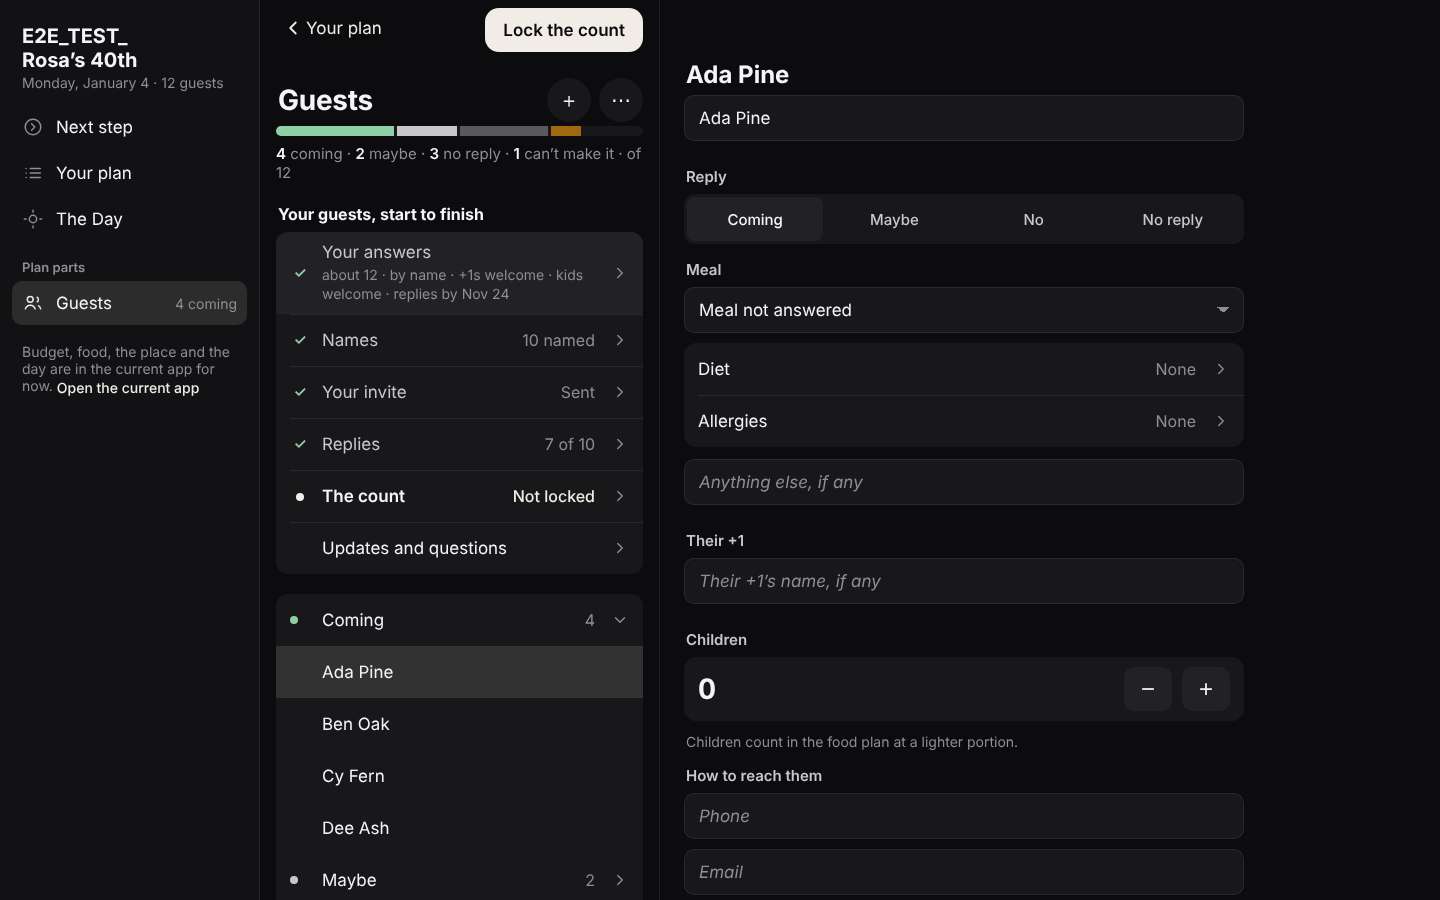 E2E_TEST_
Rosa’s 40th
Monday, January 4 · 12 guests
Next step
Your plan
The Day
Plan parts
Guests 4 coming
Budget, food, the place and the
day are in the current app for
now. Open the current app
Your plan
Lock the count
Guests
+ ···
4 coming · 2 maybe · 3 no reply · 1 can’t make it · of
12
Your guests, start to finish
Your answers
about 12 · by name · +1s welcome · kids
welcome · replies by Nov 24
Names 10 named
Your invite Sent
Replies 7 of 10
The count Not locked
Updates and questions
Coming 4
Ada Pine
Ben Oak
Cy Fern
Dee Ash
Maybe 2
Ada Pine
Ada Pine
Reply
Coming Maybe No No reply
Meal
Meal not answered
Diet None
Allergies None
Anything else, if any
Their +1
Their +1’s name, if any
Children
0 − +
Children count in the food plan at a lighter portion.
How to reach them
Phone
Email